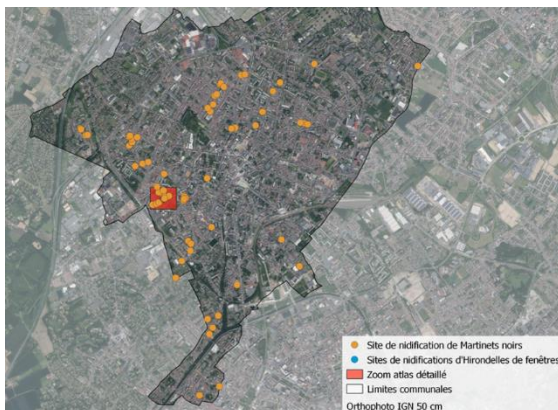 Site de nidification de Martinets noirs
Sites de nidifications d'Hirondelles de fenêtres
Zoom atlas détaillé
Limites communales
Orthophoto IGN 50 cm